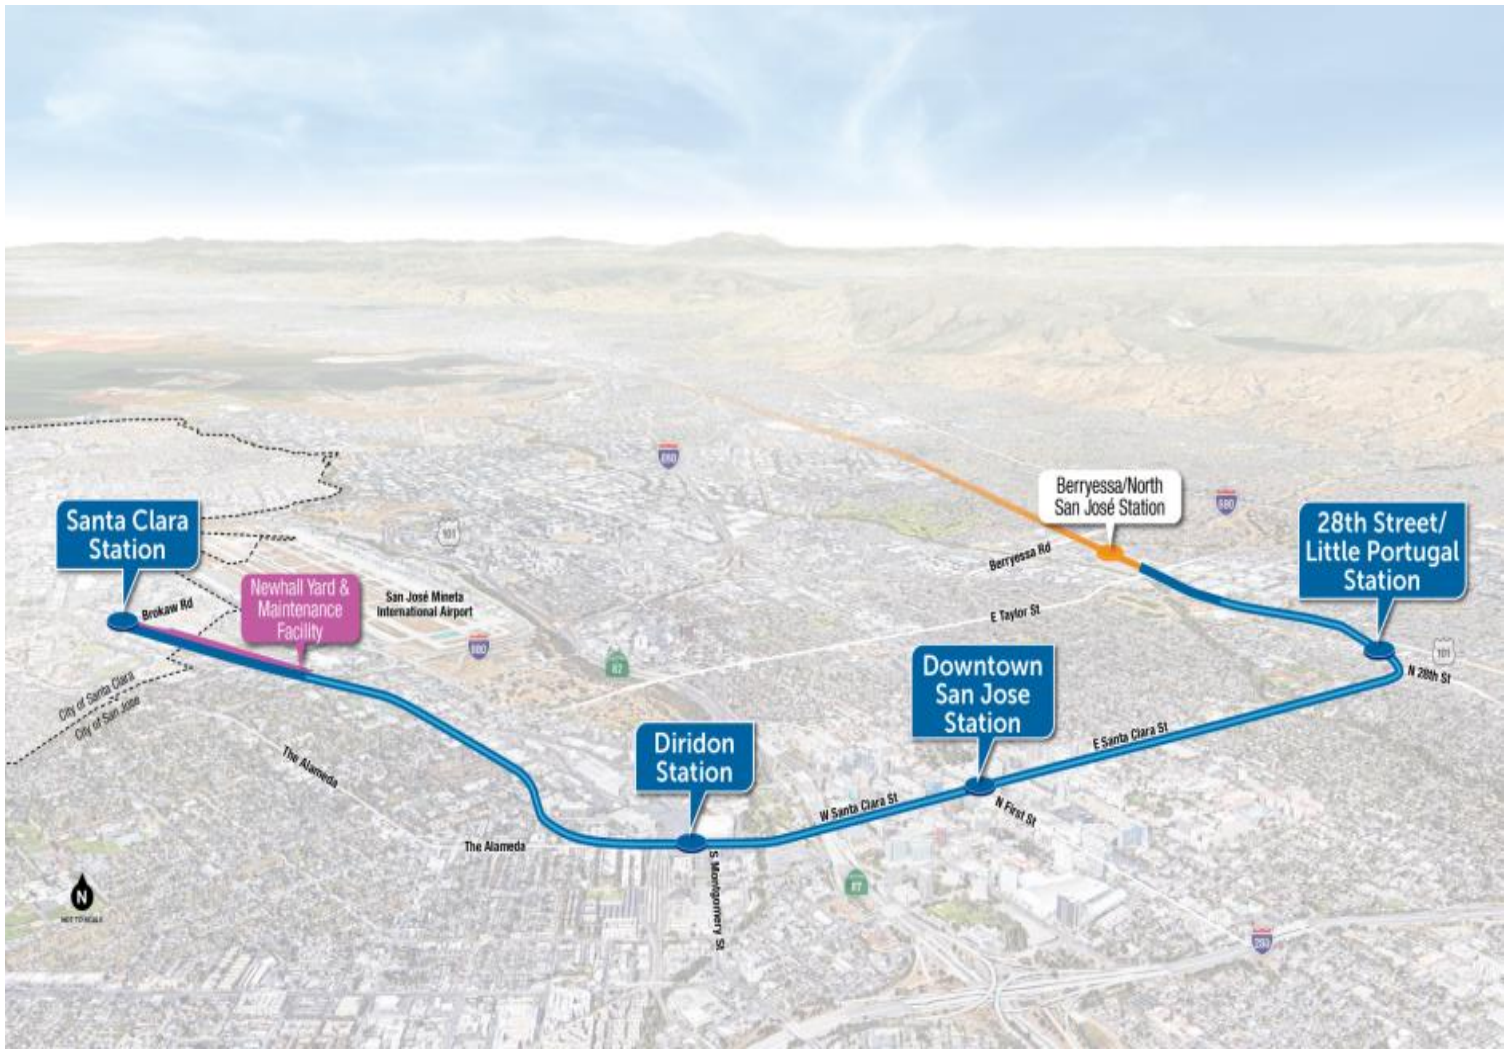 Berryessa/North
San José Station
28th Street/
Little Portugal
Station
Santa Clara
Station
Brokaw Rd
Newhall Yard &
Maintenance
Facility
San José Mineta
International Airport
101
880
87
Berryessa Rd
E Taylor St
Downtown
San Jose
Station
101
N 28th St
City of Santa Clara
City of San Jose
The Alameda
Diridon
Station
E Santa Clara St
W Santa Clara St
N First St
The Alameda
S Montgomery St
87
280
N
NOT TO SCALE